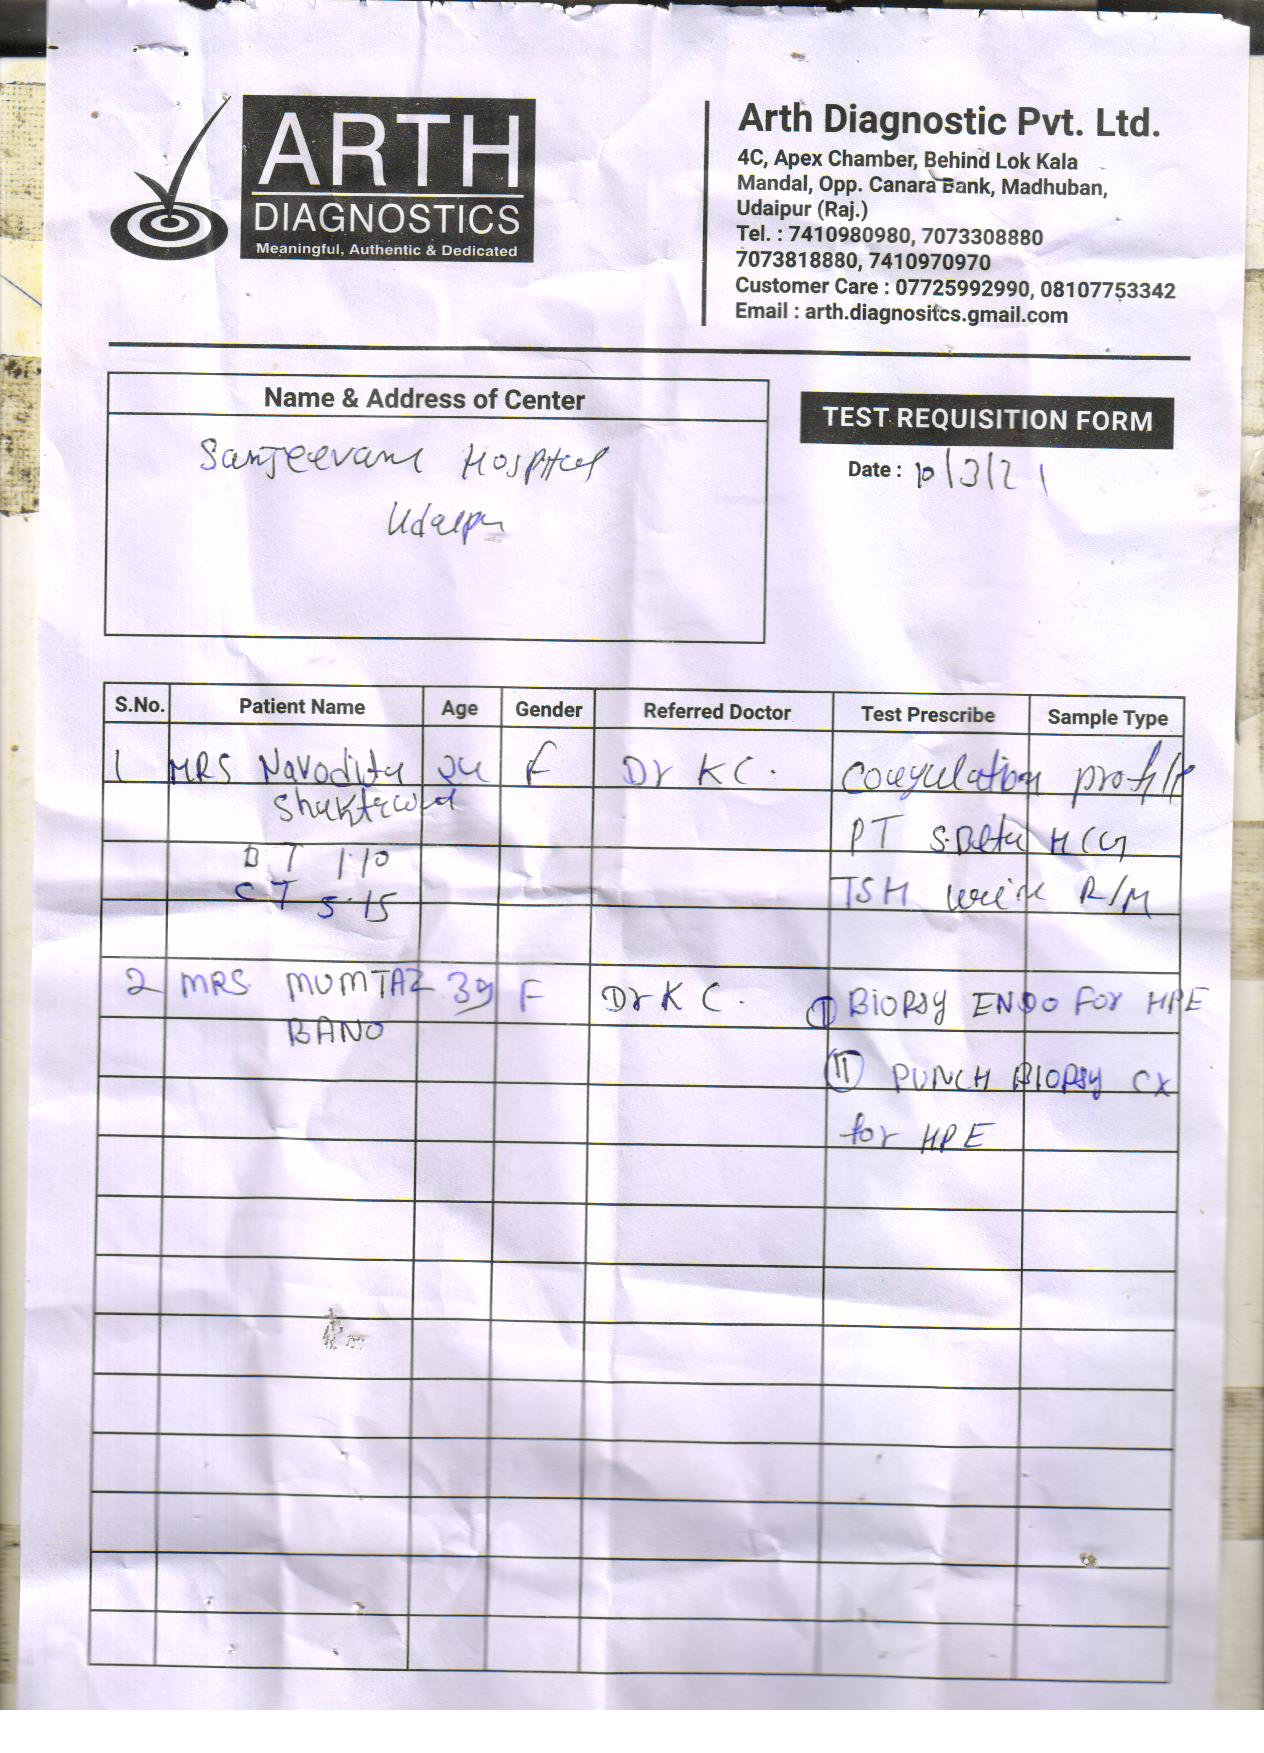 ARTH
DIAGNOSTICS
Meaningful, Authentic & Dedicated
Arth Diagnostic Pvt. Ltd.
4C, Apex Chamber, Behind Lok Kala
Mandal, Opp. Canara Bank, Madhuban,
Udaipur (Raj.)
Tel. : 7410980980, 7073308880
7073818880, 7410970970
Customer Care : 07725992990, 08107753342
Email : arth.diagnositcs.gmail.com
Name & Address of Center
Sanjeevani Hospital
Udaipur
TEST REQUISITION FORM
Date : 10/3/21
S.No. Patient Name Age Gender Referred Doctor Test Prescribe Sample Type
1 MRS Navodita 24 F Dr KC. Coagulation profile
Shaktawat
PT S.Beta HCG
BT 1.10
TSH Urine R/M
CT 5.15
2 MRS. MUMTAZ 39 F Dr K C. I BIOPSY ENDO FOR HPE
BANO
II PUNCH BIOPSY CX
for HPE